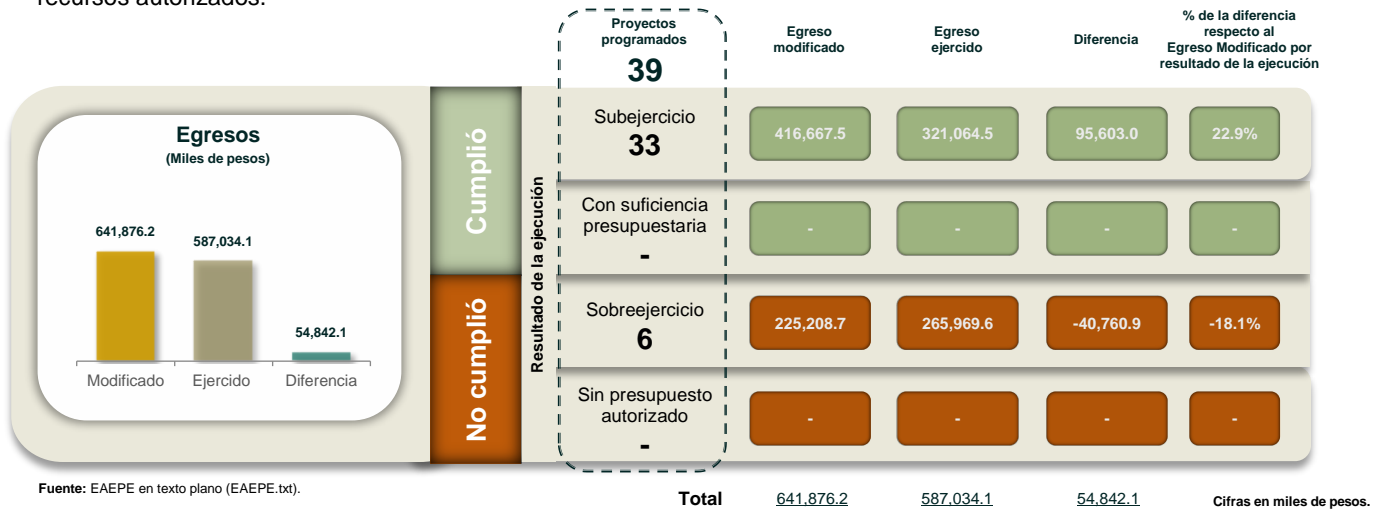 recursos autorizados.
Proyectos
programados
39
Egreso
modificado
Egreso
ejercido
Diferencia
% de la diferencia
respecto al
Egreso Modificado por
resultado de la ejecución
Egresos
(Miles de pesos)
641,876.2
587,034.1
54,842.1
Modificado
Ejercido
Diferencia
Cumplió
No cumplió
Resultado de la ejecución
Subejercicio
33
416,667.5
321,064.5
95,603.0
22.9%
Con suficiencia
presupuestaria
-
-
-
-
-
Sobreejercicio
6
225,208.7
265,969.6
-40,760.9
-18.1%
Sin presupuesto
autorizado
-
-
-
-
-
Fuente: EAEPE en texto plano (EAEPE.txt).
Total 641,876.2 587,034.1 54,842.1 Cifras en miles de pesos.